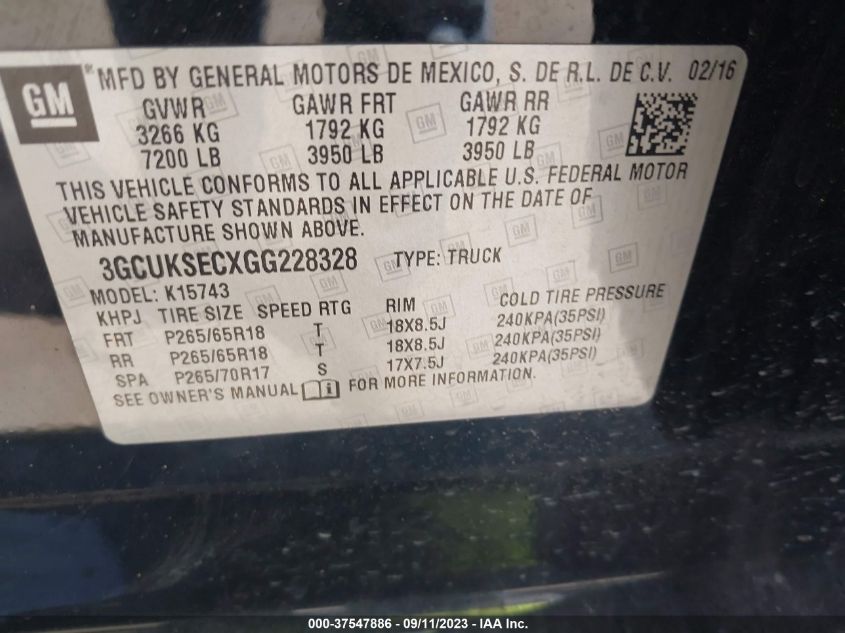 GM
® MFD BY GENERAL MOTORS DE MEXICO, S. DE R.L. DE C.V. 02/16
GVWR GAWR FRT GAWR RR
3266 KG 1792 KG 1792 KG
7200 LB 3950 LB 3950 LB
THIS VEHICLE CONFORMS TO ALL APPLICABLE U.S. FEDERAL MOTOR
VEHICLE SAFETY STANDARDS IN EFFECT ON THE DATE OF
MANUFACTURE SHOWN ABOVE.
3GCUKSECXGG228328 TYPE: TRUCK
MODEL: K15743
KHPJ TIRE SIZE SPEED RTG RIM COLD TIRE PRESSURE
FRT P265/65R18 T 18X8.5J 240KPA(35PSI)
RR P265/65R18 T 18X8.5J 240KPA(35PSI)
SPA P265/70R17 S 17X7.5J 240KPA(35PSI)
SEE OWNER'S MANUAL FOR MORE INFORMATION.
000-37547886 - 09/11/2023 - IAA Inc.